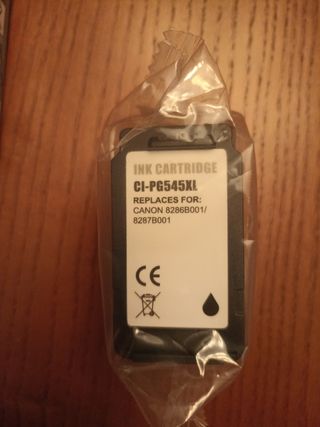 INK CARTRIDGE
CI-PG545XL
REPLACES FOR:
CANON 8286B001/
8287B001
CE